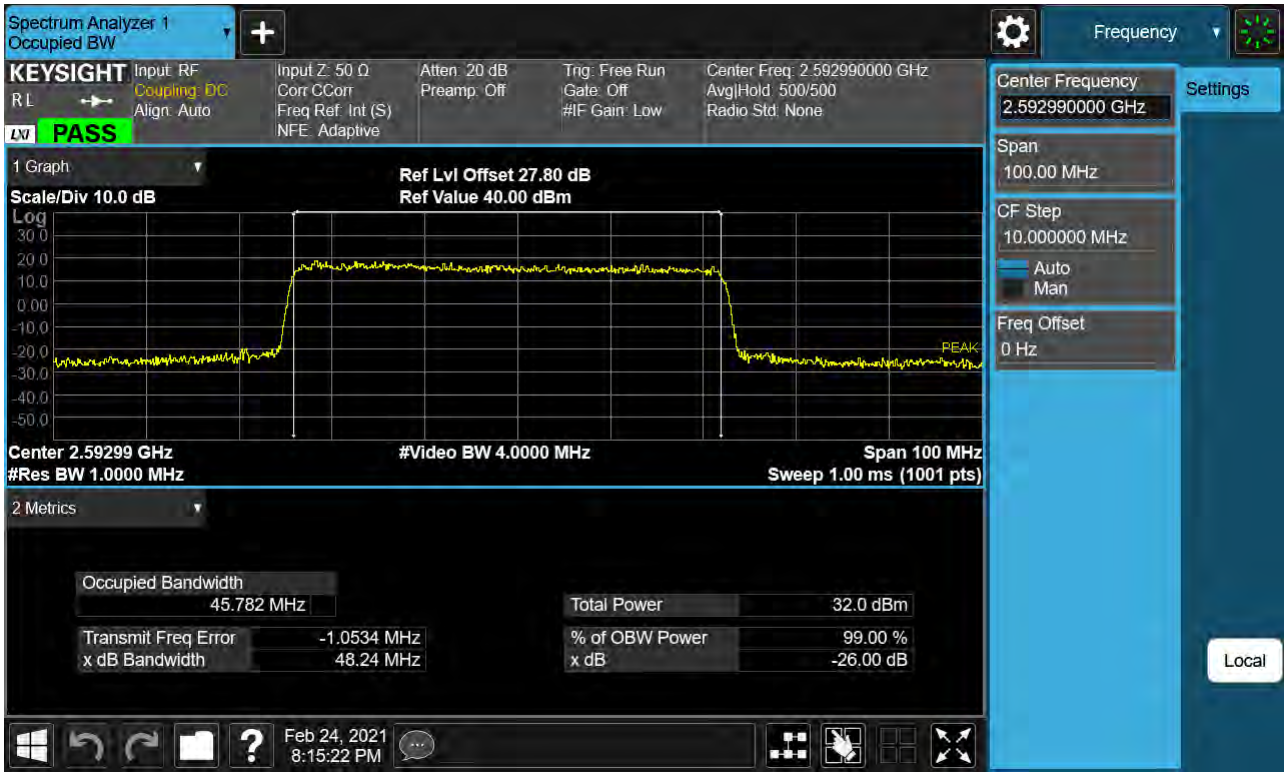 Spectrum Analyzer 1
Occupied BW
Frequency
KEYSIGHT
RL
LXI
PASS
Input: RF
Coupling: DC
Align: Auto
Input Z: 50 Ω
Corr CCorr
Freq Ref: Int (S)
NFE: Adaptive
Atten: 20 dB
Preamp: Off
Trig: Free Run
Gate: Off
#IF Gain: Low
Center Freq: 2.592990000 GHz
Avg|Hold: 500/500
Radio Std: None
Center Frequency
2.592990000 GHz
Settings
Span
100.00 MHz
CF Step
10.000000 MHz
Auto
Man
Freq Offset
0 Hz
Local
1 Graph
Scale/Div 10.0 dB
Ref Lvl Offset 27.80 dB
Ref Value 40.00 dBm
Log
30.0
20.0
10.0
0.00
-10.0
-20.0
-30.0
-40.0
-50.0
PEAK
Center 2.59299 GHz
#Video BW 4.0000 MHz
Span 100 MHz
#Res BW 1.0000 MHz
Sweep 1.00 ms (1001 pts)
2 Metrics
Occupied Bandwidth
45.782 MHz
Total Power 32.0 dBm
Transmit Freq Error -1.0534 MHz
% of OBW Power 99.00 %
x dB Bandwidth 48.24 MHz
x dB -26.00 dB
?
Feb 24, 2021
8:15:22 PM